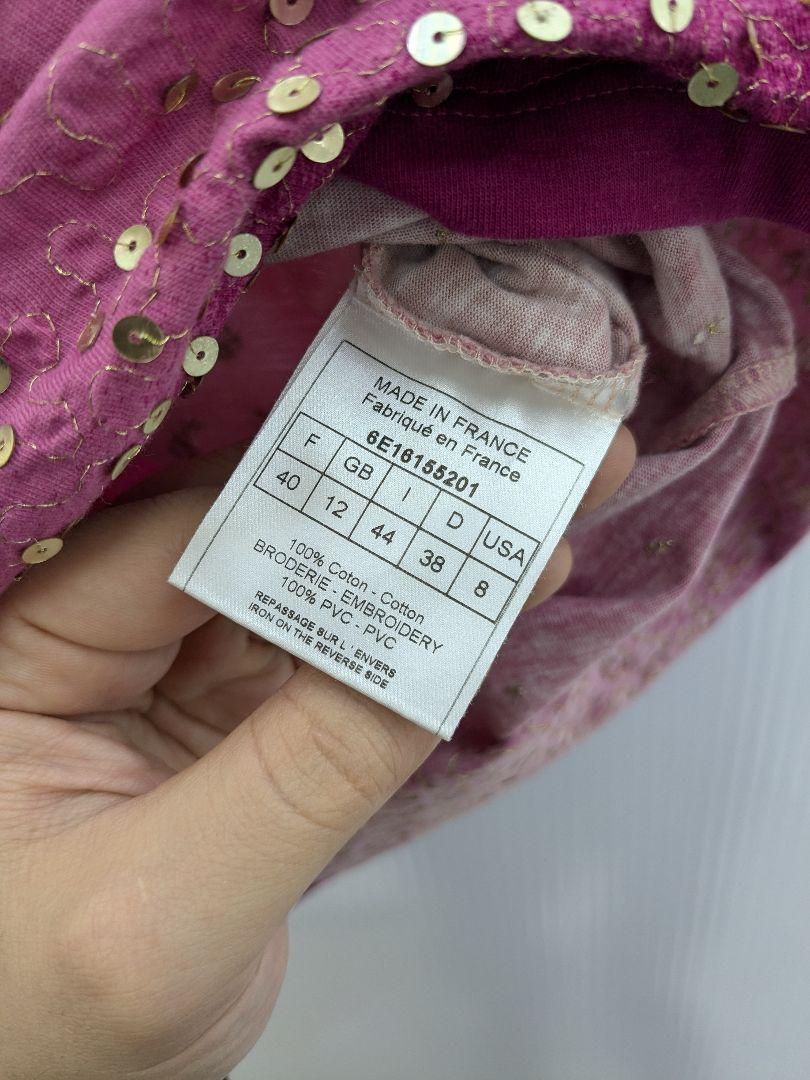 MADE IN FRANCE
Fabriqué en France
6E16155201
F GB I D USA
40 12 44 38 8
100% Coton - Cotton
BRODERIE - EMBROIDERY
100% PVC - PVC
REPASSAGE SUR L ' ENVERS
IRON ON THE REVERSE SIDE